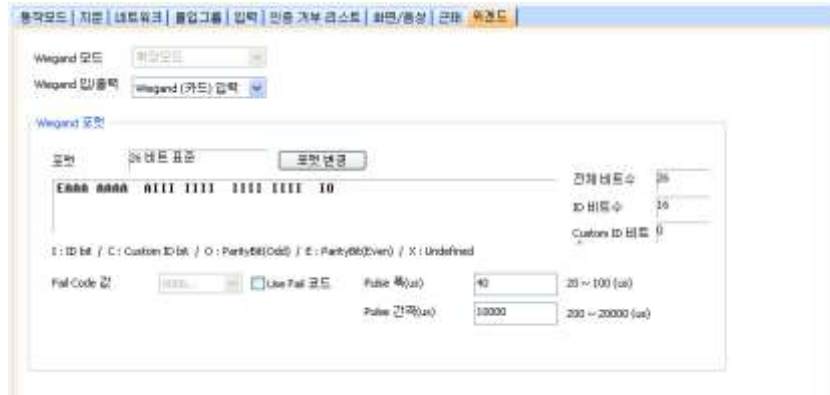 동작모드 | 지문 | 네트워크 | 출입그룹 | 입력 | 인증 거부 리스트 | 화면/음성 | 근태 위겐드
Wiegand 모드 확장모드
Wiegand 입/출력 Wiegand (카드) 입력
Wiegand 포맷
포맷 26 비트 표준 포맷 변경
EAAA AAAA AIII IIII IIII IIII IO
전체 비트수 26
ID 비트수 16
Custom ID 비트 0
I : ID bit / C : Custom ID bit / O : ParityBit(Odd) / E : ParityBit(Even) / X : Undefined
Fail Code 값 Use Fail 코드 Pulse 폭(us) 40 20 ~ 100 (us)
Pulse 간격(us) 10000 200 ~ 20000 (us)